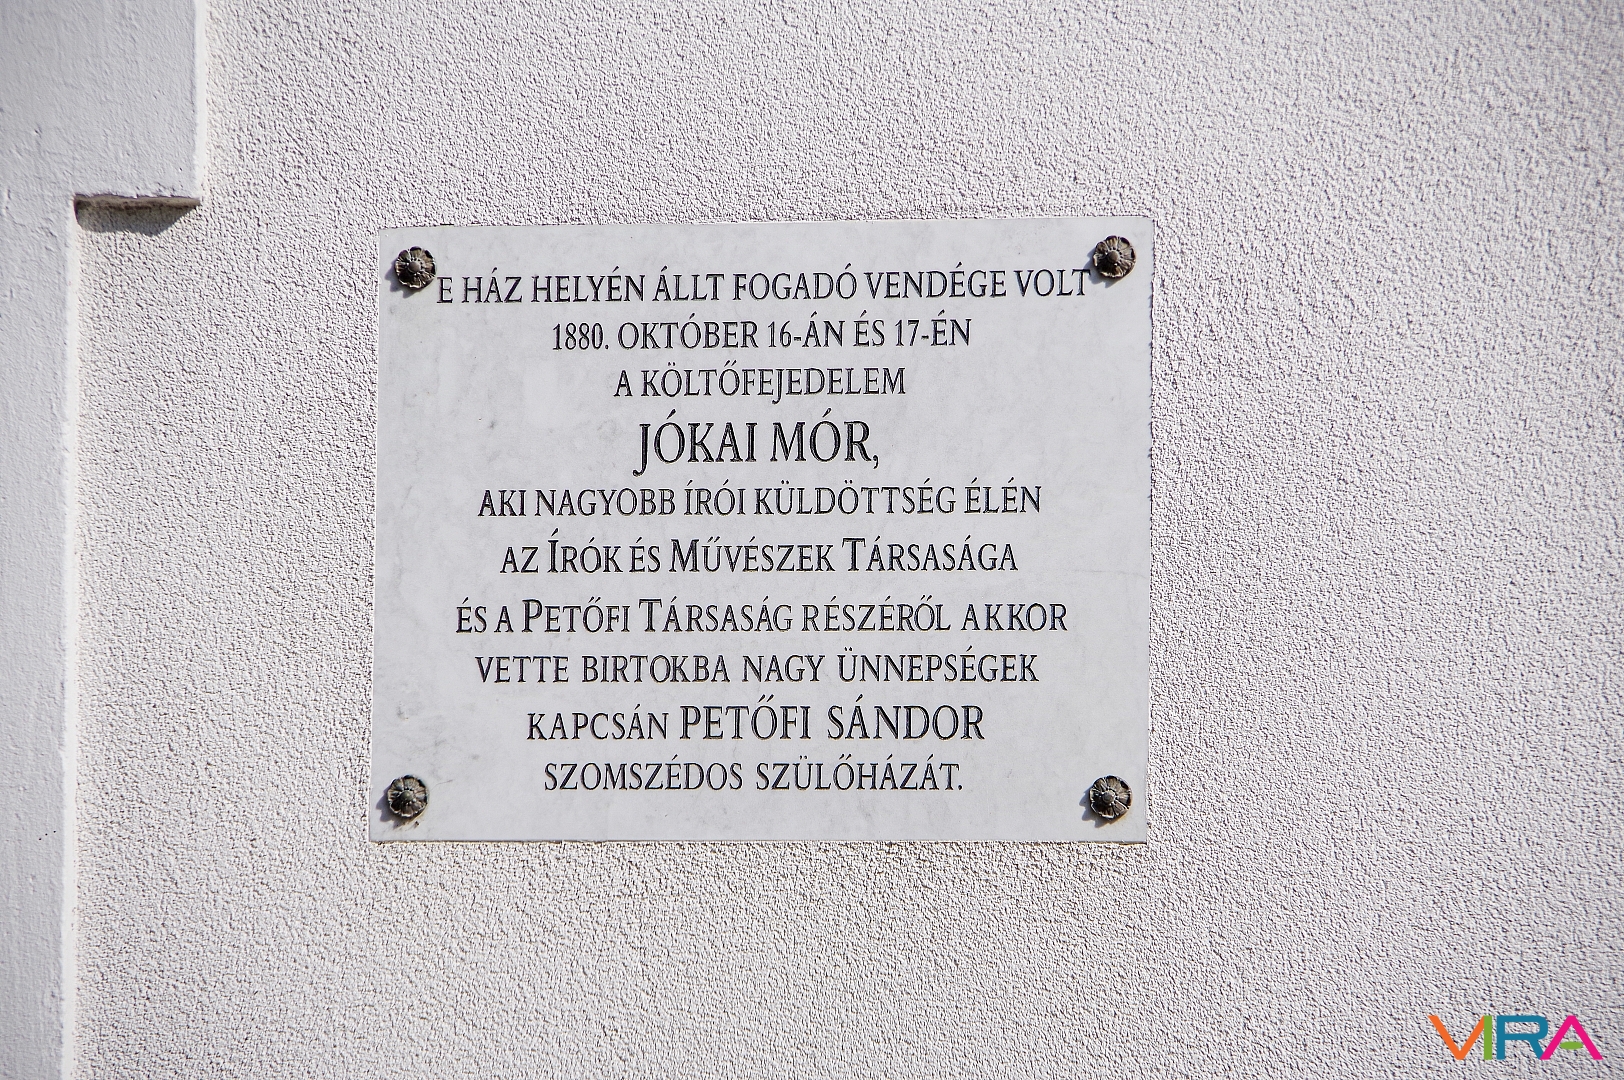 E HÁZ HELYÉN ÁLLT FOGADÓ VENDÉGE VOLT
1880. OKTÓBER 16-ÁN ÉS 17-ÉN
A KÖLTŐFEJEDELEM
JÓKAI MÓR,
AKI NAGYOBB ÍRÓI KÜLDÖTTSÉG ÉLÉN
AZ ÍRÓK ÉS MŰVÉSZEK TÁRSASÁGA
ÉS A PETŐFI TÁRSASÁG RÉSZÉRŐL AKKOR
VETTE BIRTOKBA NAGY ÜNNEPSÉGEK
KAPCSÁN PETŐFI SÁNDOR
SZOMSZÉDOS SZÜLŐHÁZÁT.
VIRA